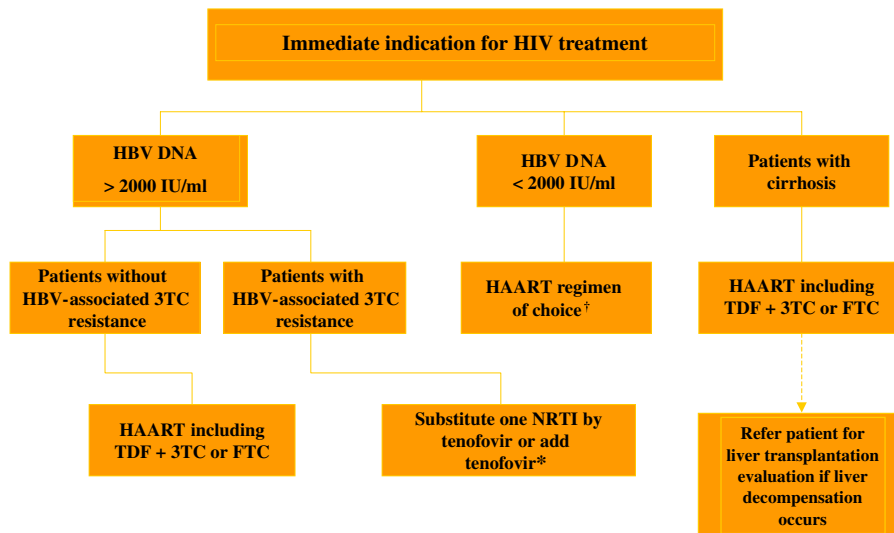 Immediate indication for HIV treatment
HBV DNA
> 2000 IU/ml
HBV DNA
< 2000 IU/ml
Patients with
cirrhosis
Patients without
HBV-associated 3TC
resistance
Patients with
HBV-associated 3TC
resistance
HAART regimen
of choice†
HAART including
TDF + 3TC or FTC
HAART including
TDF + 3TC or FTC
Substitute one NRTI by
tenofovir or add
tenofovir*
Refer patient for
liver transplantation
evaluation if liver
decompensation
occurs